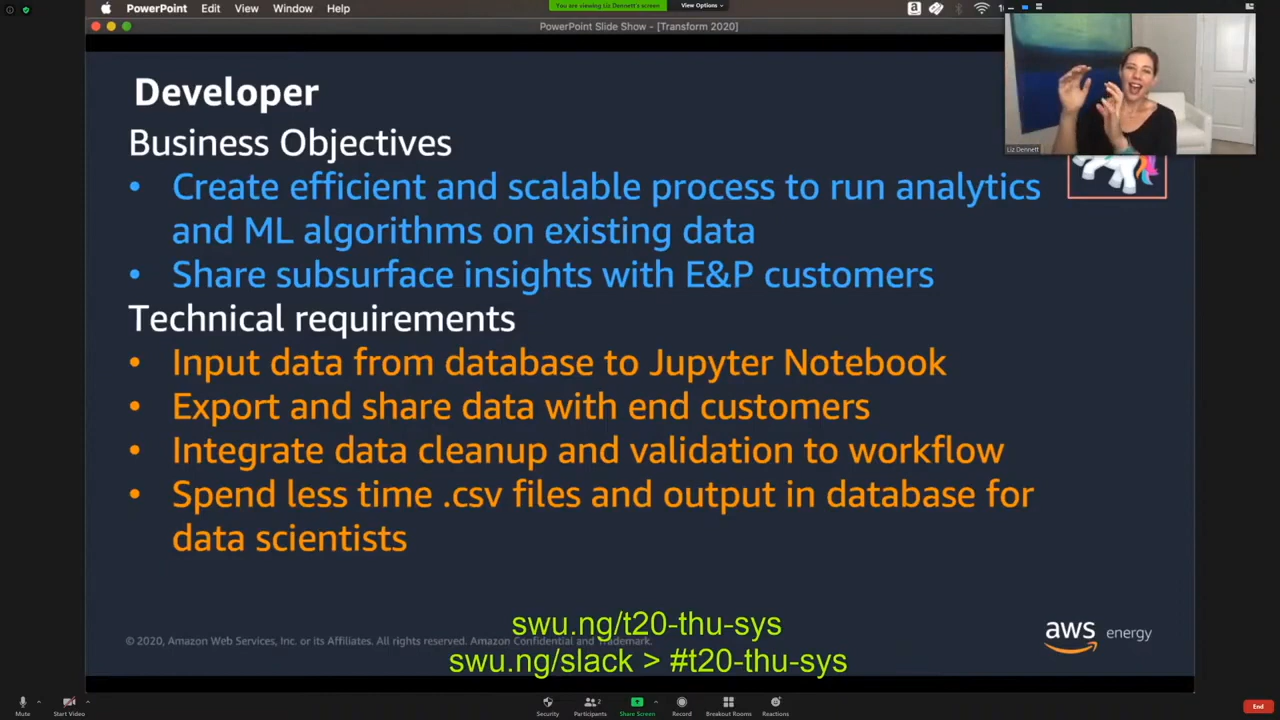 PowerPoint Edit View Window Help
You are viewing Liz Dennett's screen View Options
PowerPoint Slide Show - [Transform 2020]
Liz Dennett
Developer
Business Objectives
• Create efficient and scalable process to run analytics
and ML algorithms on existing data
• Share subsurface insights with E&P customers
Technical requirements
• Input data from database to Jupyter Notebook
• Export and share data with end customers
• Integrate data cleanup and validation to workflow
• Spend less time .csv files and output in database for
data scientists
swu.ng/t20-thu-sys
© 2020, Amazon Web Services, Inc. or its Affiliates. All rights reserved. Amazon Confidential and Trademark.
swu.ng/slack > #t20-thu-sys
aws energy
Mute Start Video Security Participants 2 Share Screen Record Breakout Rooms Reactions End